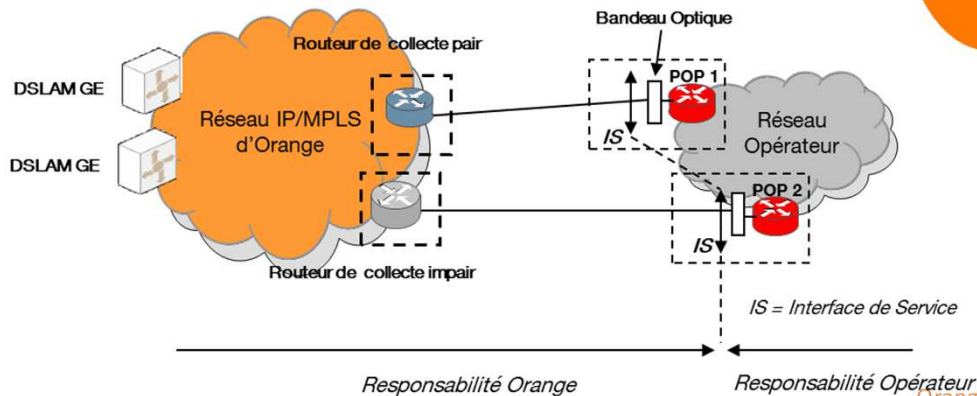 Bandeau Optique
Routeur de collecte pair
POP 1
DSLAM GE
Réseau IP/MPLS
d'Orange
IS
Réseau
Opérateur
DSLAM GE
POP 2
IS
Routeur de collecte impair
IS = Interface de Service
Responsabilité Orange
Responsabilité Opérateur